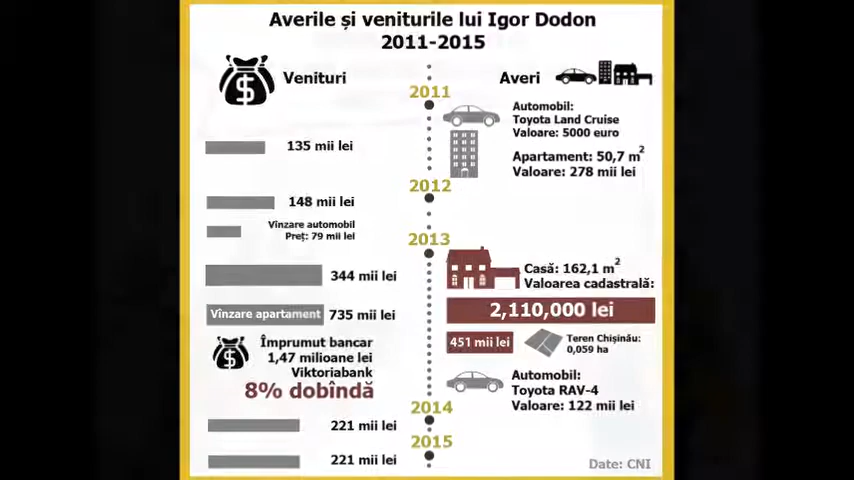 Averile și veniturile lui Igor Dodon
2011-2015
Venituri
Averi
2011
Automobil:
Toyota Land Cruise
Valoare: 5000 euro
135 mii lei
Apartament: 50,7 m2
Valoare: 278 mii lei
2012
148 mii lei
Vînzare automobil
Preț: 79 mii lei
2013
344 mii lei
Casă: 162,1 m2
Valoarea cadastrală:
2,110,000 lei
Vînzare apartament
735 mii lei
Împrumut bancar
1,47 milioane lei
Viktoriabank
8% dobîndă
451 mii lei
Teren Chișinău:
0,059 ha
Automobil:
Toyota RAV-4
Valoare: 122 mii lei
2014
221 mii lei
2015
221 mii lei
Date: CNI